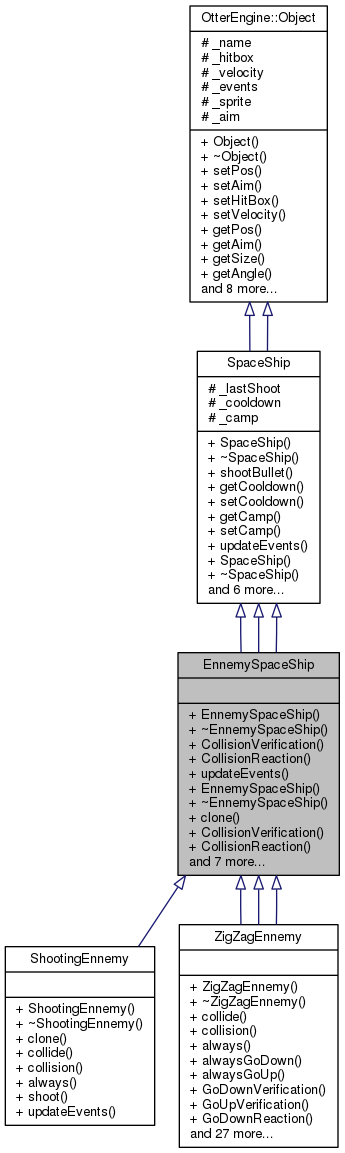 OtterEngine::Object
# _name
# _hitbox
# _velocity
# _events
# _sprite
# _aim
+ Object()
+ ~Object()
+ setPos()
+ setAim()
+ setHitBox()
+ setVelocity()
+ getPos()
+ getAim()
+ getSize()
+ getAngle()
and 8 more...
SpaceShip
# _lastShoot
# _cooldown
# _camp
+ SpaceShip()
+ ~SpaceShip()
+ shootBullet()
+ getCooldown()
+ setCooldown()
+ getCamp()
+ setCamp()
+ updateEvents()
+ SpaceShip()
+ ~SpaceShip()
and 6 more...
EnnemySpaceShip
+ EnnemySpaceShip()
+ ~EnnemySpaceShip()
+ CollisionVerification()
+ CollisionReaction()
+ updateEvents()
+ EnnemySpaceShip()
+ ~EnnemySpaceShip()
+ clone()
+ CollisionVerification()
+ CollisionReaction()
and 7 more...
ShootingEnnemy
+ ShootingEnnemy()
+ ~ShootingEnnemy()
+ clone()
+ collide()
+ collision()
+ always()
+ shoot()
+ updateEvents()
ZigZagEnnemy
+ ZigZagEnnemy()
+ ~ZigZagEnnemy()
+ collide()
+ collision()
+ always()
+ alwaysGoDown()
+ alwaysGoUp()
+ GoDownVerification()
+ GoUpVerification()
+ GoDownReaction()
and 27 more...